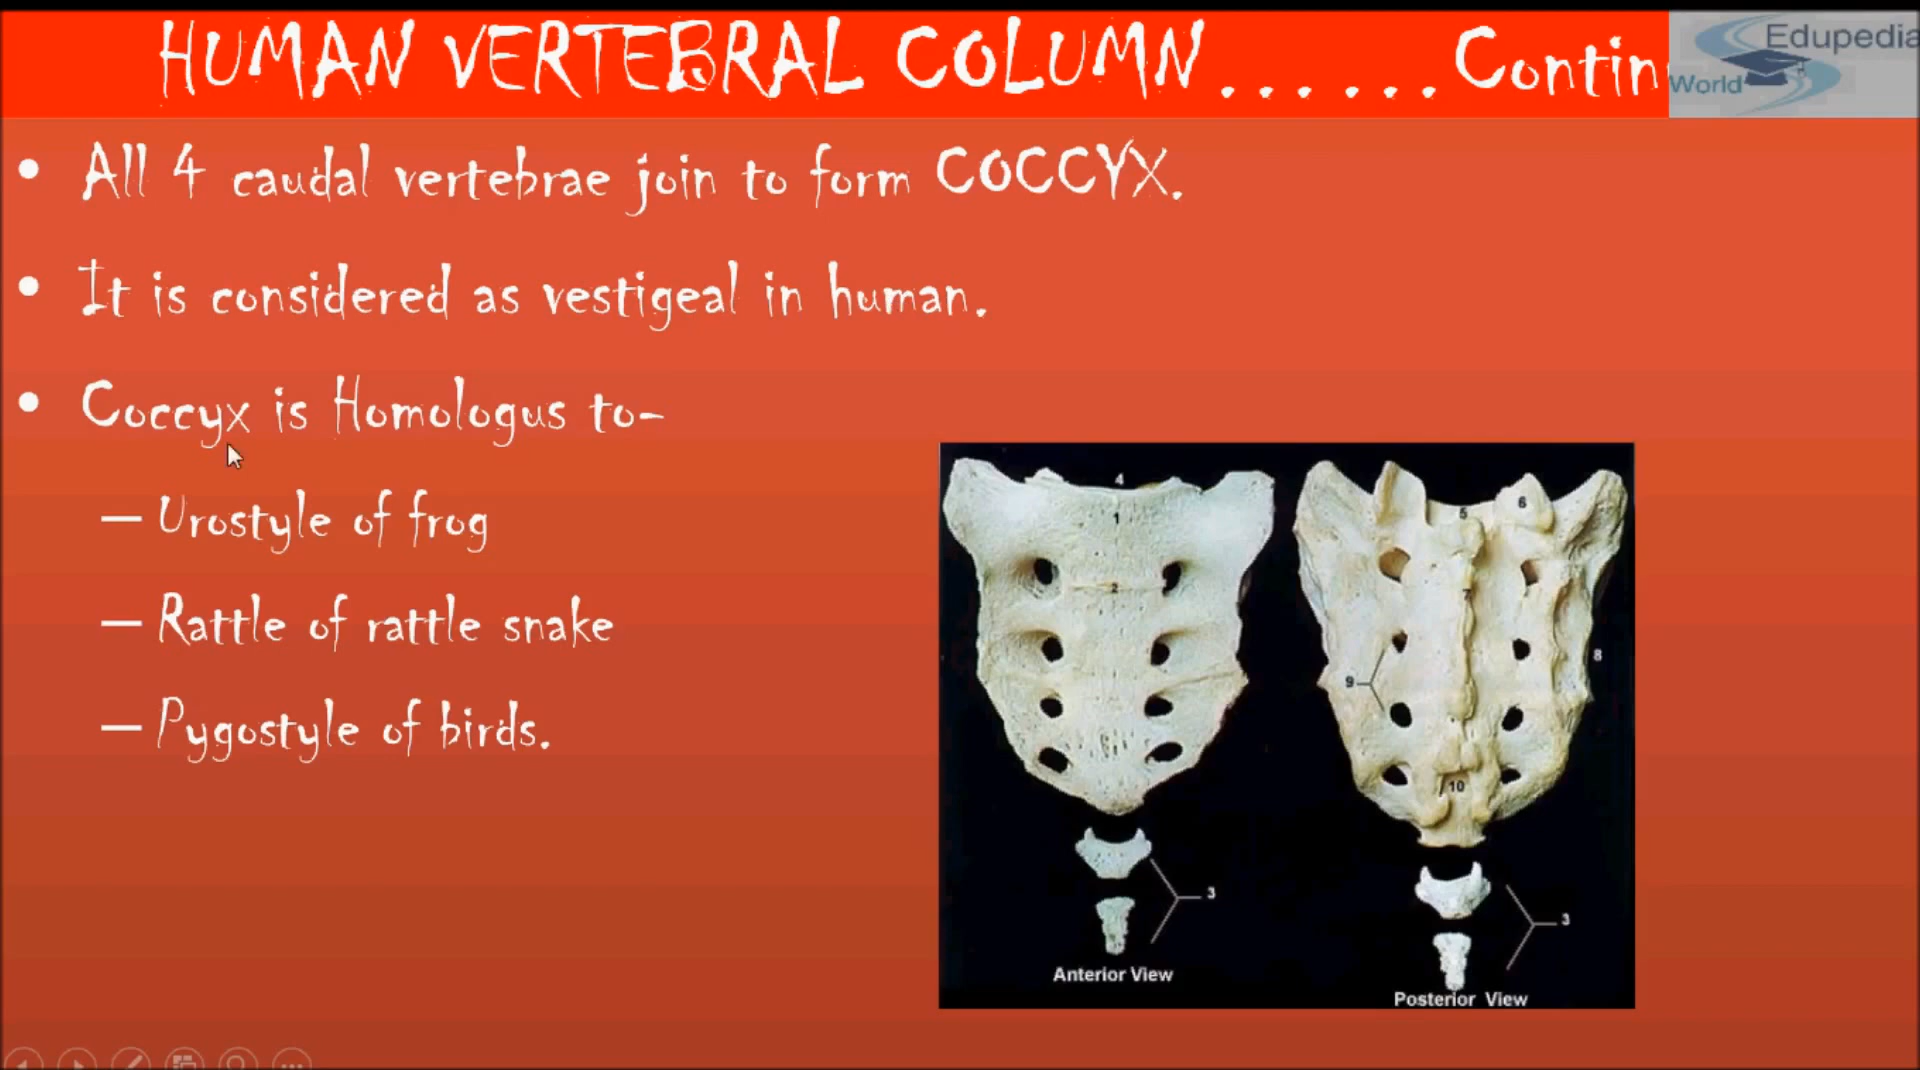 HUMAN VERTEBRAL COLUMN...... Contin
Edupedia
World
• All 4 caudal vertebrae join to form COCCYX.
• It is considered as vestigeal in human.
• Coccyx is Homologus to-
– Urostyle of frog
– Rattle of rattle snake
– Pygostyle of birds.
4
1
2
3
Anterior View
5
6
7
8
9
10
3
Posterior View